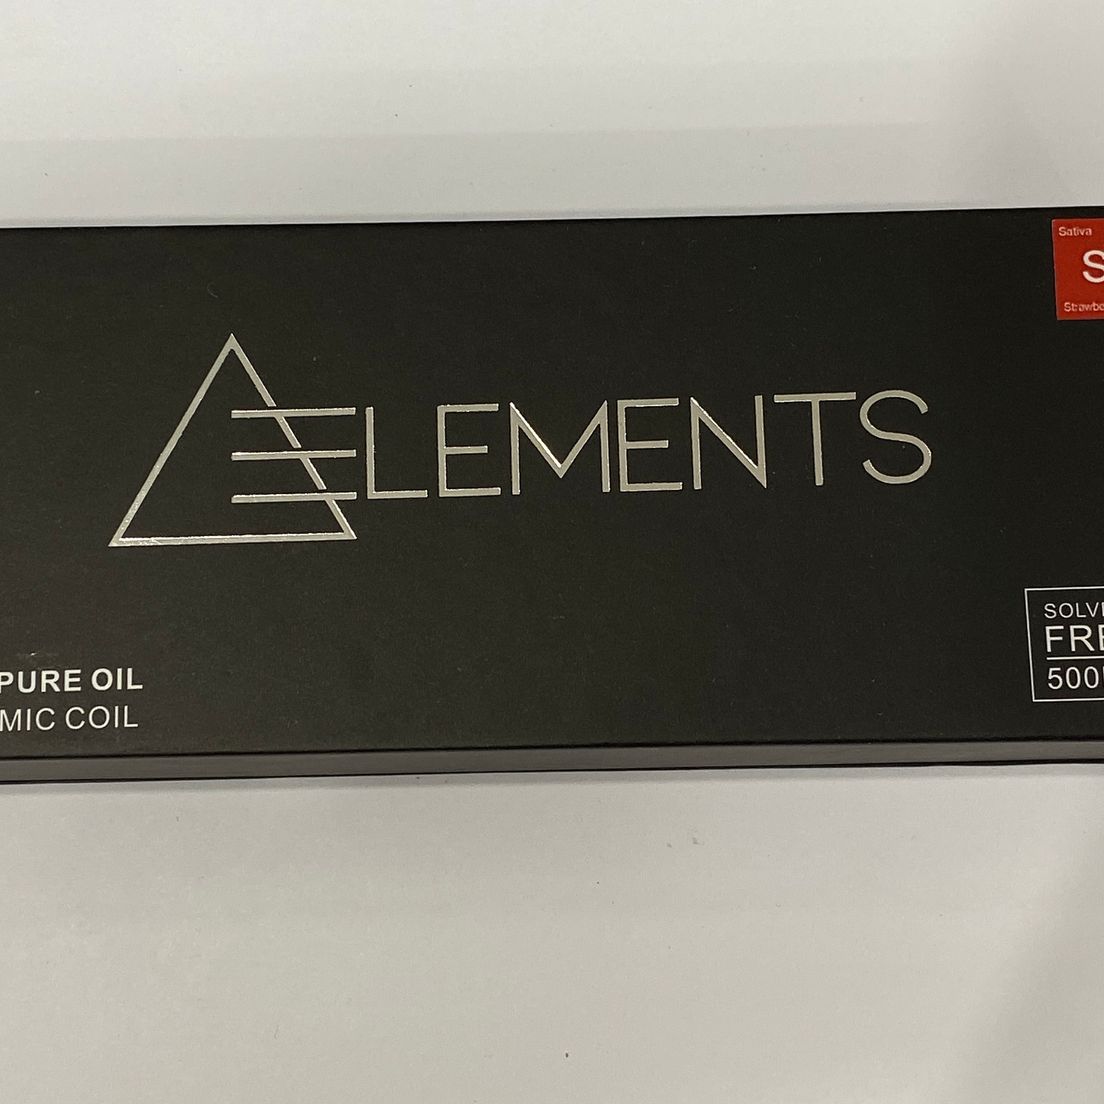 Sativa
S
ELEMENTS
SOLV
FRE
500
PURE OIL
MIC COIL